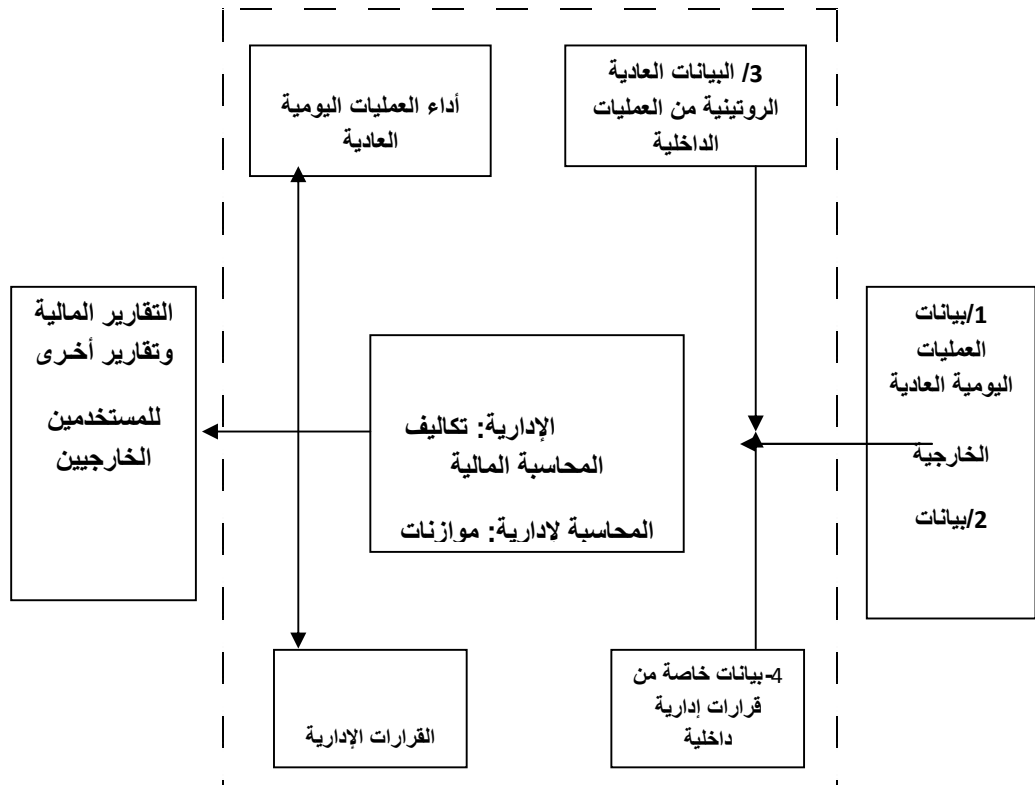 3/ البيانات العادية
الروتينية من العمليات
الداخلية
أداء العمليات اليومية
العادية
1/بيانات
العمليات
اليومية العادية
الخارجية
2/بيانات
الإدارية: تكاليف
المحاسبة المالية
المحاسبة لادارية: موازنات
التقارير المالية
وتقارير أخرى
للمستخدمين
الخارجيين
4-بيانات خاصة من
قرارات إدارية
داخلية
القرارات الإدارية